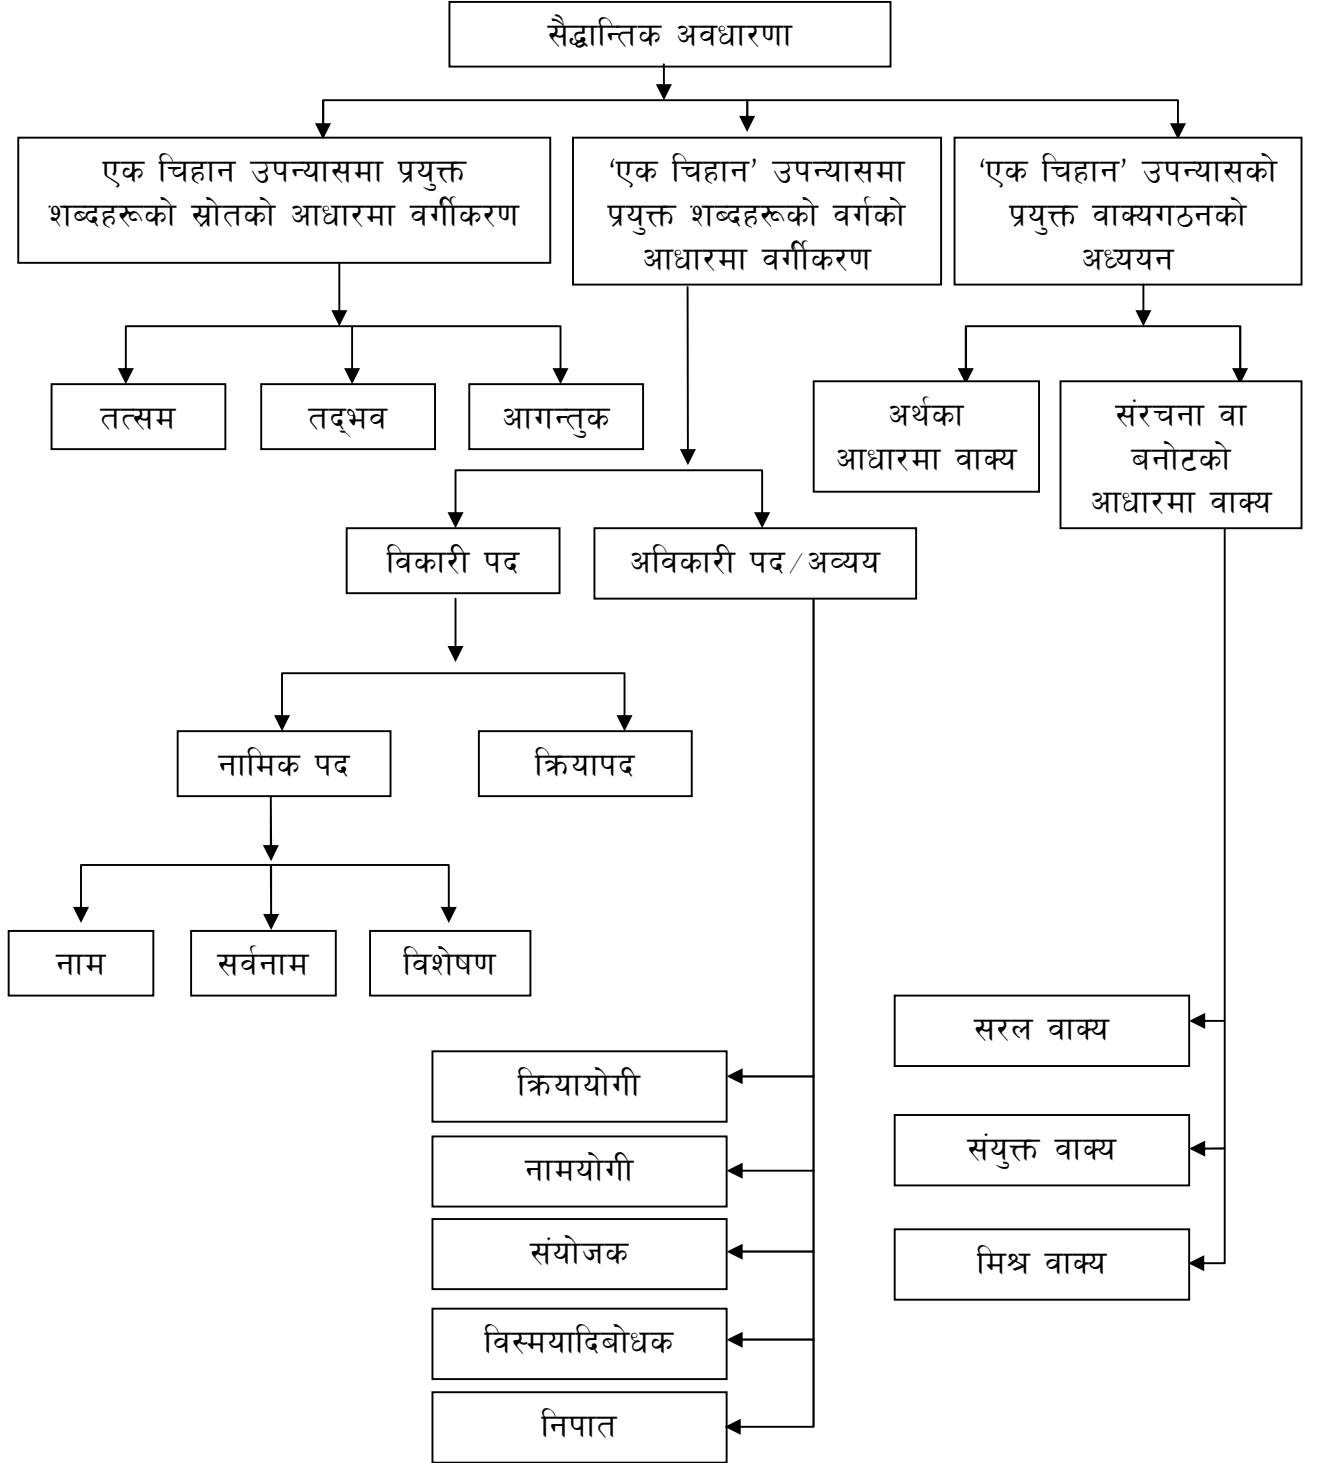 सैद्धान्तिक अवधारणा
एक चिहान उपन्यासमा प्रयुक्त
शब्दहरूको स्रोतको आधारमा वर्गीकरण
‘एक चिहान’ उपन्यासमा
प्रयुक्त शब्दहरूको वर्गको
आधारमा वर्गीकरण
‘एक चिहान’ उपन्यासको
प्रयुक्त वाक्यगठनको
अध्ययन
तत्सम
तद्‌भव
आगन्तुक
अर्थका
आधारमा वाक्य
संरचना वा
बनोटको
आधारमा वाक्य
विकारी पद
अविकारी पद/अव्यय
नामिक पद
क्रियापद
नाम
सर्वनाम
विशेषण
सरल वाक्य
संयुक्त वाक्य
मिश्र वाक्य
क्रियायोगी
नामयोगी
संयोजक
विस्मयादिबोधक
निपात